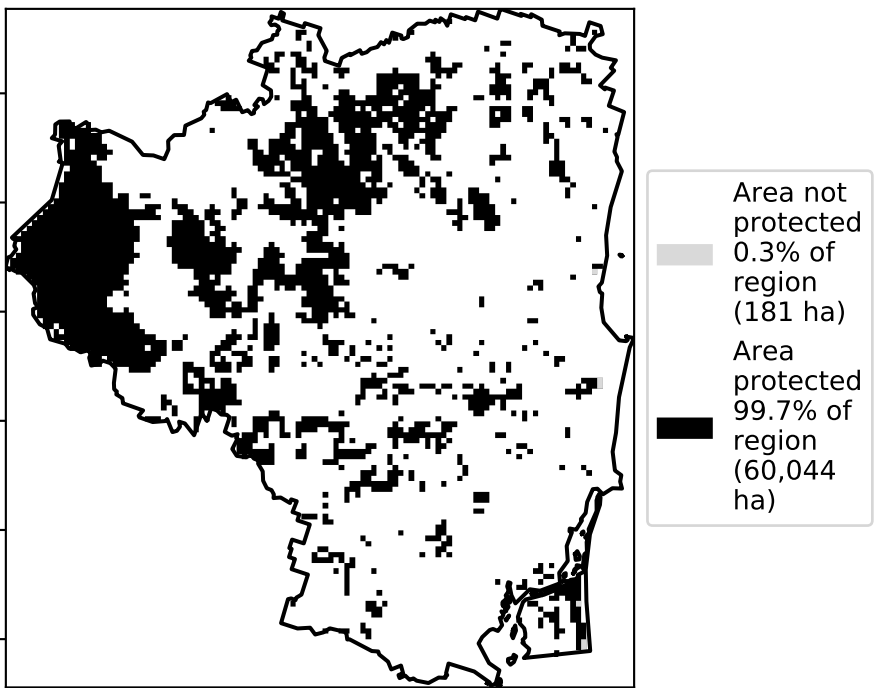 Area not
protected
0.3% of
region
(181 ha)
Area
protected
99.7% of
region
(60,044
ha)